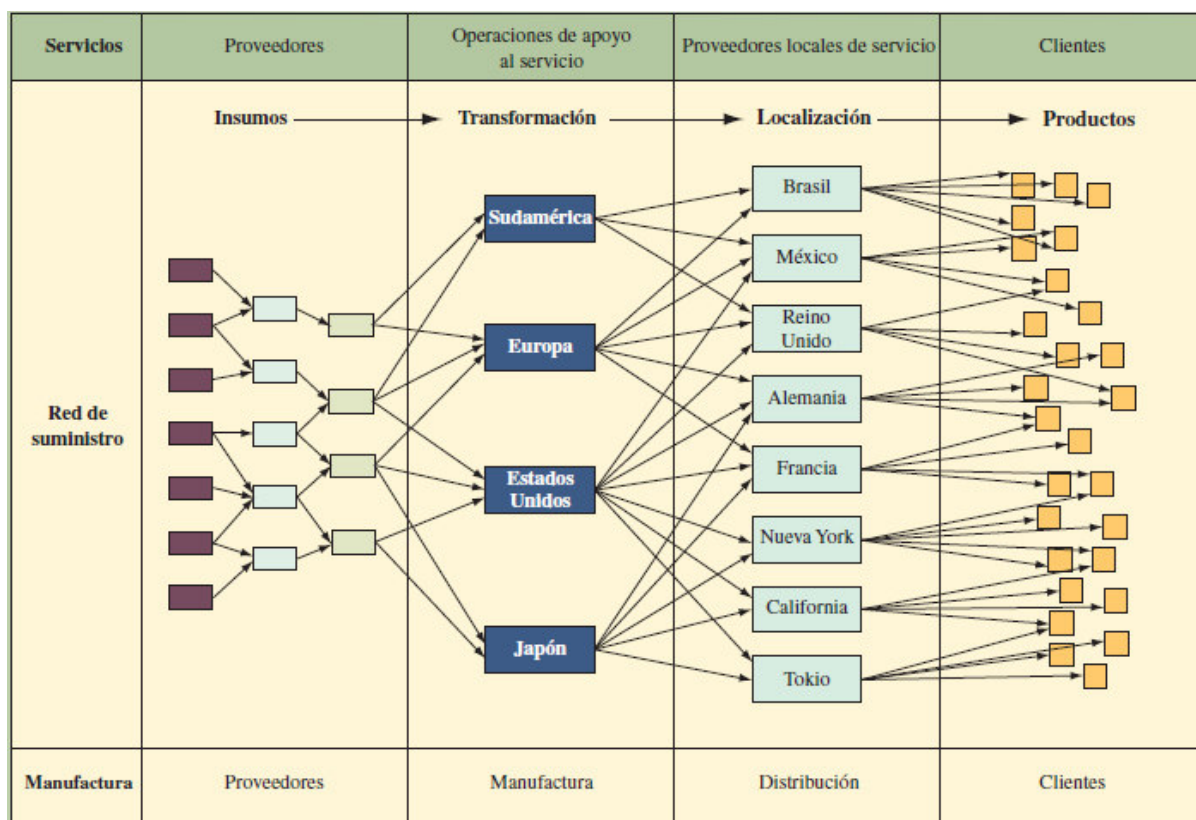 Servicios
Proveedores
Operaciones de apoyo
al servicio
Proveedores locales de servicio
Clientes
Insumos
Transformación
Localización
Productos
Red de
suministro
Sudamérica
Europa
Estados
Unidos
Japón
Brasil
México
Reino
Unido
Alemania
Francia
Nueva York
California
Tokio
Manufactura
Proveedores
Manufactura
Distribución
Clientes